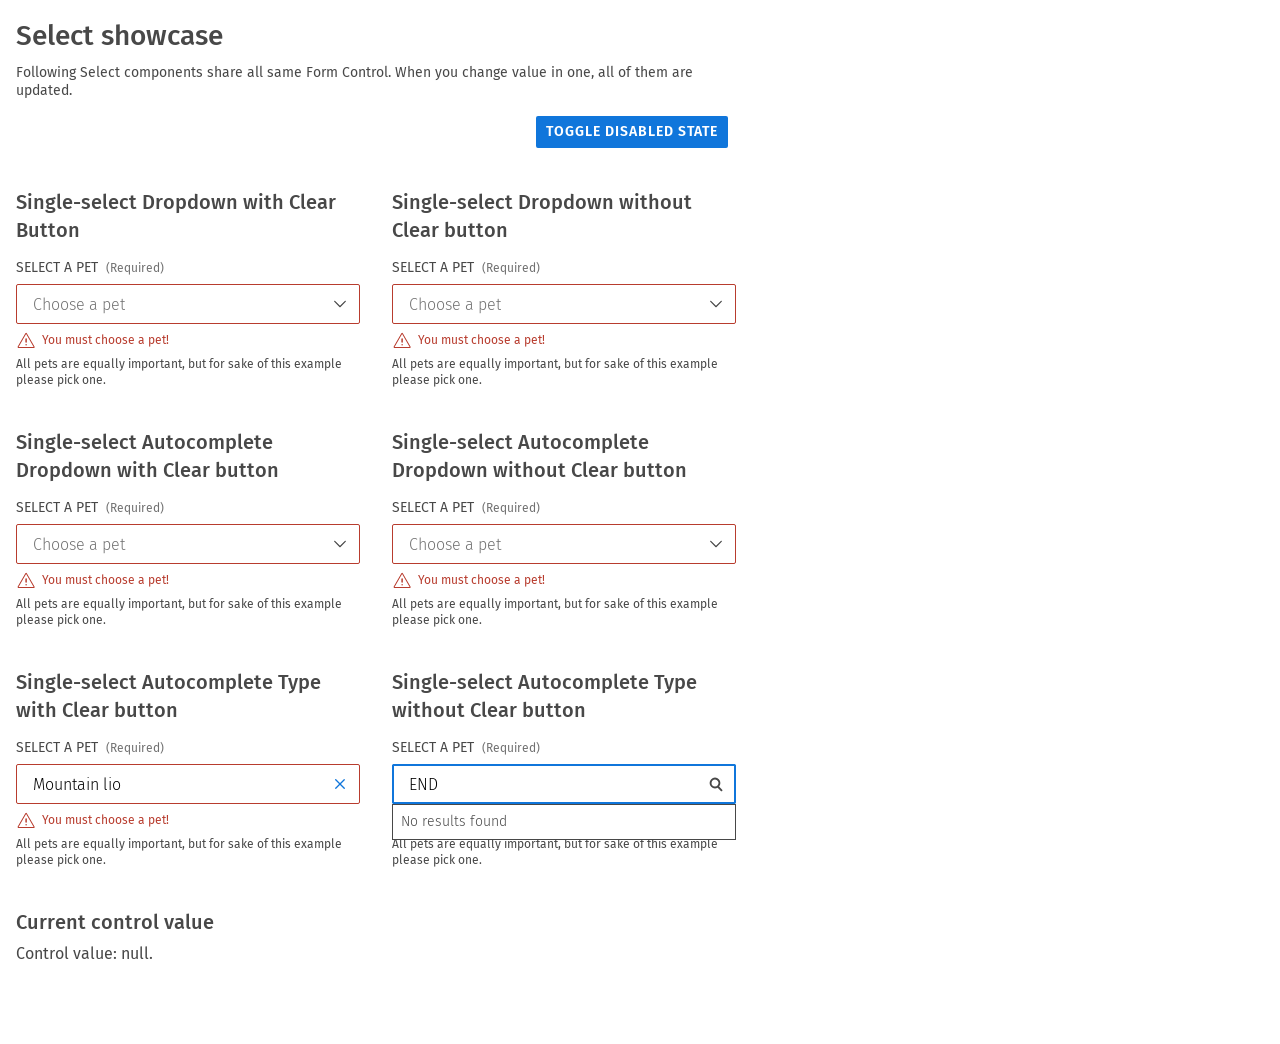 Select showcase
Following Select components share all same Form Control. When you change value in one, all of them are
updated.
TOGGLE DISABLED STATE
Single-select Dropdown with Clear
Button
SELECT A PET (Required)
Choose a pet
You must choose a pet!
All pets are equally important, but for sake of this example
please pick one.
Single-select Dropdown without
Clear button
SELECT A PET (Required)
Choose a pet
You must choose a pet!
All pets are equally important, but for sake of this example
please pick one.
Single-select Autocomplete
Dropdown with Clear button
SELECT A PET (Required)
Choose a pet
You must choose a pet!
All pets are equally important, but for sake of this example
please pick one.
Single-select Autocomplete
Dropdown without Clear button
SELECT A PET (Required)
Choose a pet
You must choose a pet!
All pets are equally important, but for sake of this example
please pick one.
Single-select Autocomplete Type
with Clear button
SELECT A PET (Required)
Mountain lio
You must choose a pet!
All pets are equally important, but for sake of this example
please pick one.
Single-select Autocomplete Type
without Clear button
SELECT A PET (Required)
END
No results found
All pets are equally important, but for sake of this example
please pick one.
Current control value
Control value: null.